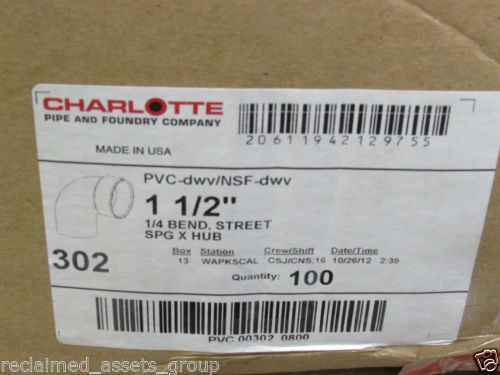 CHARLOTTE
PIPE AND FOUNDRY COMPANY
20611942129755
MADE IN USA
PVC-dwv/NSF-dwv
1 1/2"
1/4 BEND, STREET
SPG X HUB
302
Box Station Crew/Shift Date/Time
13 WAPKSCAL CSJ/CNS;16 10/26/12 2:39
Quantity: 100
PVC 00302 0800
reclaimed_assets_group